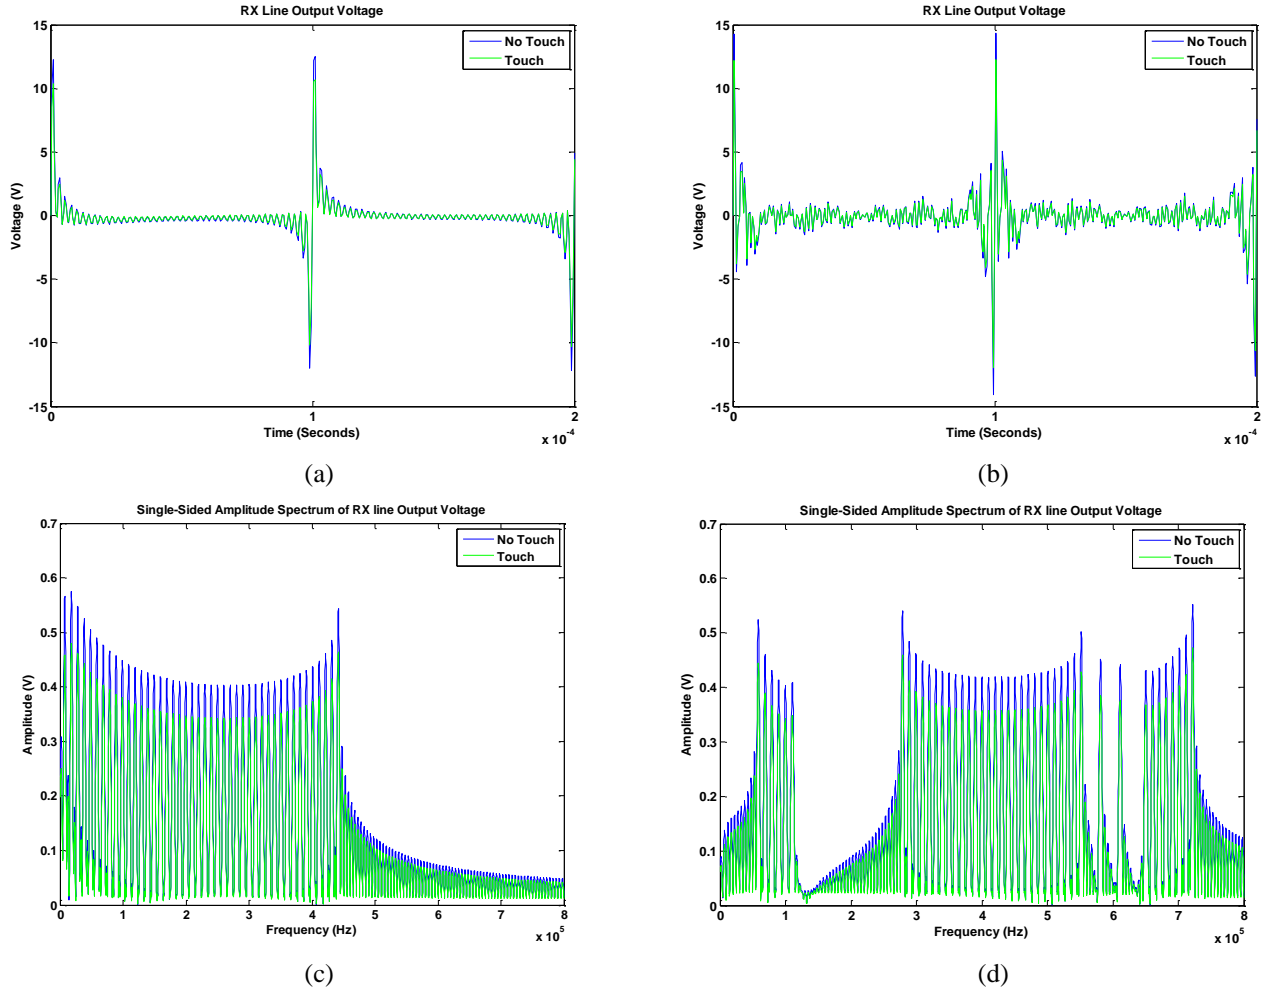 RX Line Output Voltage
15
10
5
0
-5
-10
-15
Voltage (V)
No Touch
Touch
0
1
2
Time (Seconds)
x 10^-4
(a)
RX Line Output Voltage
15
10
5
0
-5
-10
-15
Voltage (V)
No Touch
Touch
0
1
2
Time (Seconds)
x 10^-4
(b)
Single-Sided Amplitude Spectrum of RX line Output Voltage
0.7
0.6
0.5
0.4
0.3
0.2
0.1
0
Amplitude (V)
No Touch
Touch
0
1
2
3
4
5
6
7
8
Frequency (Hz)
x 10^5
(c)
Single-Sided Amplitude Spectrum of RX line Output Voltage
0.7
0.6
0.5
0.4
0.3
0.2
0.1
0
Amplitude (V)
No Touch
Touch
0
1
2
3
4
5
6
7
8
Frequency (Hz)
x 10^5
(d)